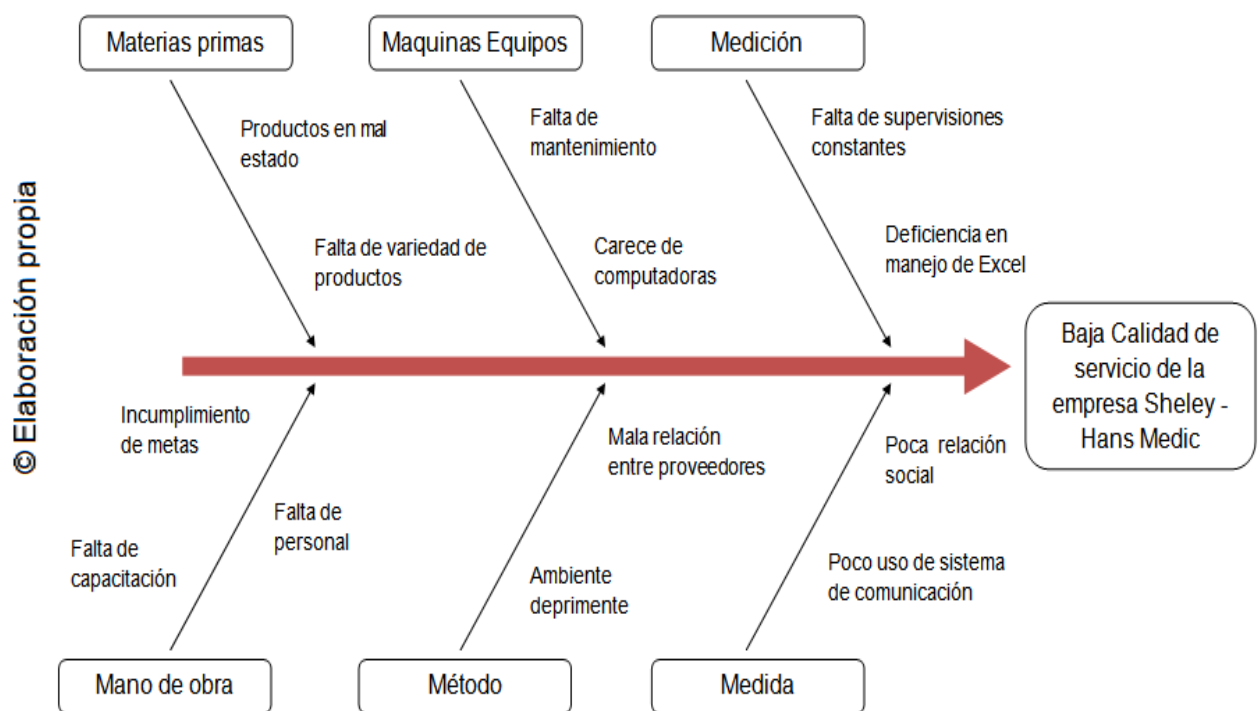 Materias primas
Maquinas Equipos
Medición
Productos en mal
estado
Falta de variedad de
productos
Falta de
mantenimiento
Carece de
computadoras
Falta de supervisiones
constantes
Deficiencia en
manejo de Excel
© Elaboración propia
Baja Calidad de
servicio de la
empresa Sheley -
Hans Medic
Incumplimiento
de metas
Falta de
personal
Falta de
capacitación
Mala relación
entre proveedores
Ambiente
deprimente
Poca relación
social
Poco uso de sistema
de comunicación
Mano de obra
Método
Medida